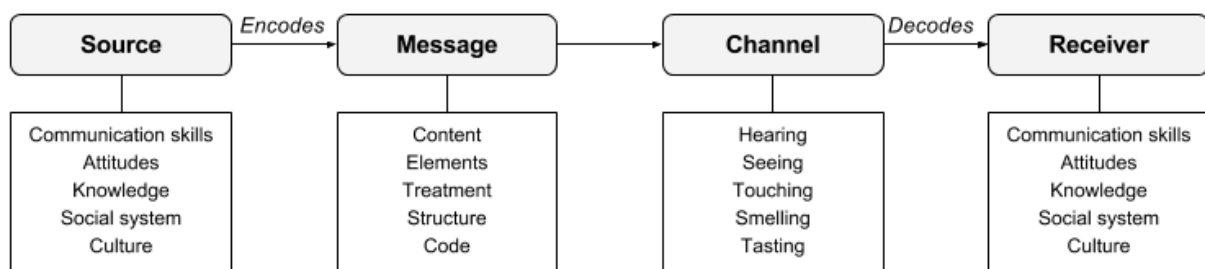 Source
Encodes
Message
Channel
Decodes
Receiver
Communication skills
Attitudes
Knowledge
Social system
Culture
Content
Elements
Treatment
Structure
Code
Hearing
Seeing
Touching
Smelling
Tasting
Communication skills
Attitudes
Knowledge
Social system
Culture